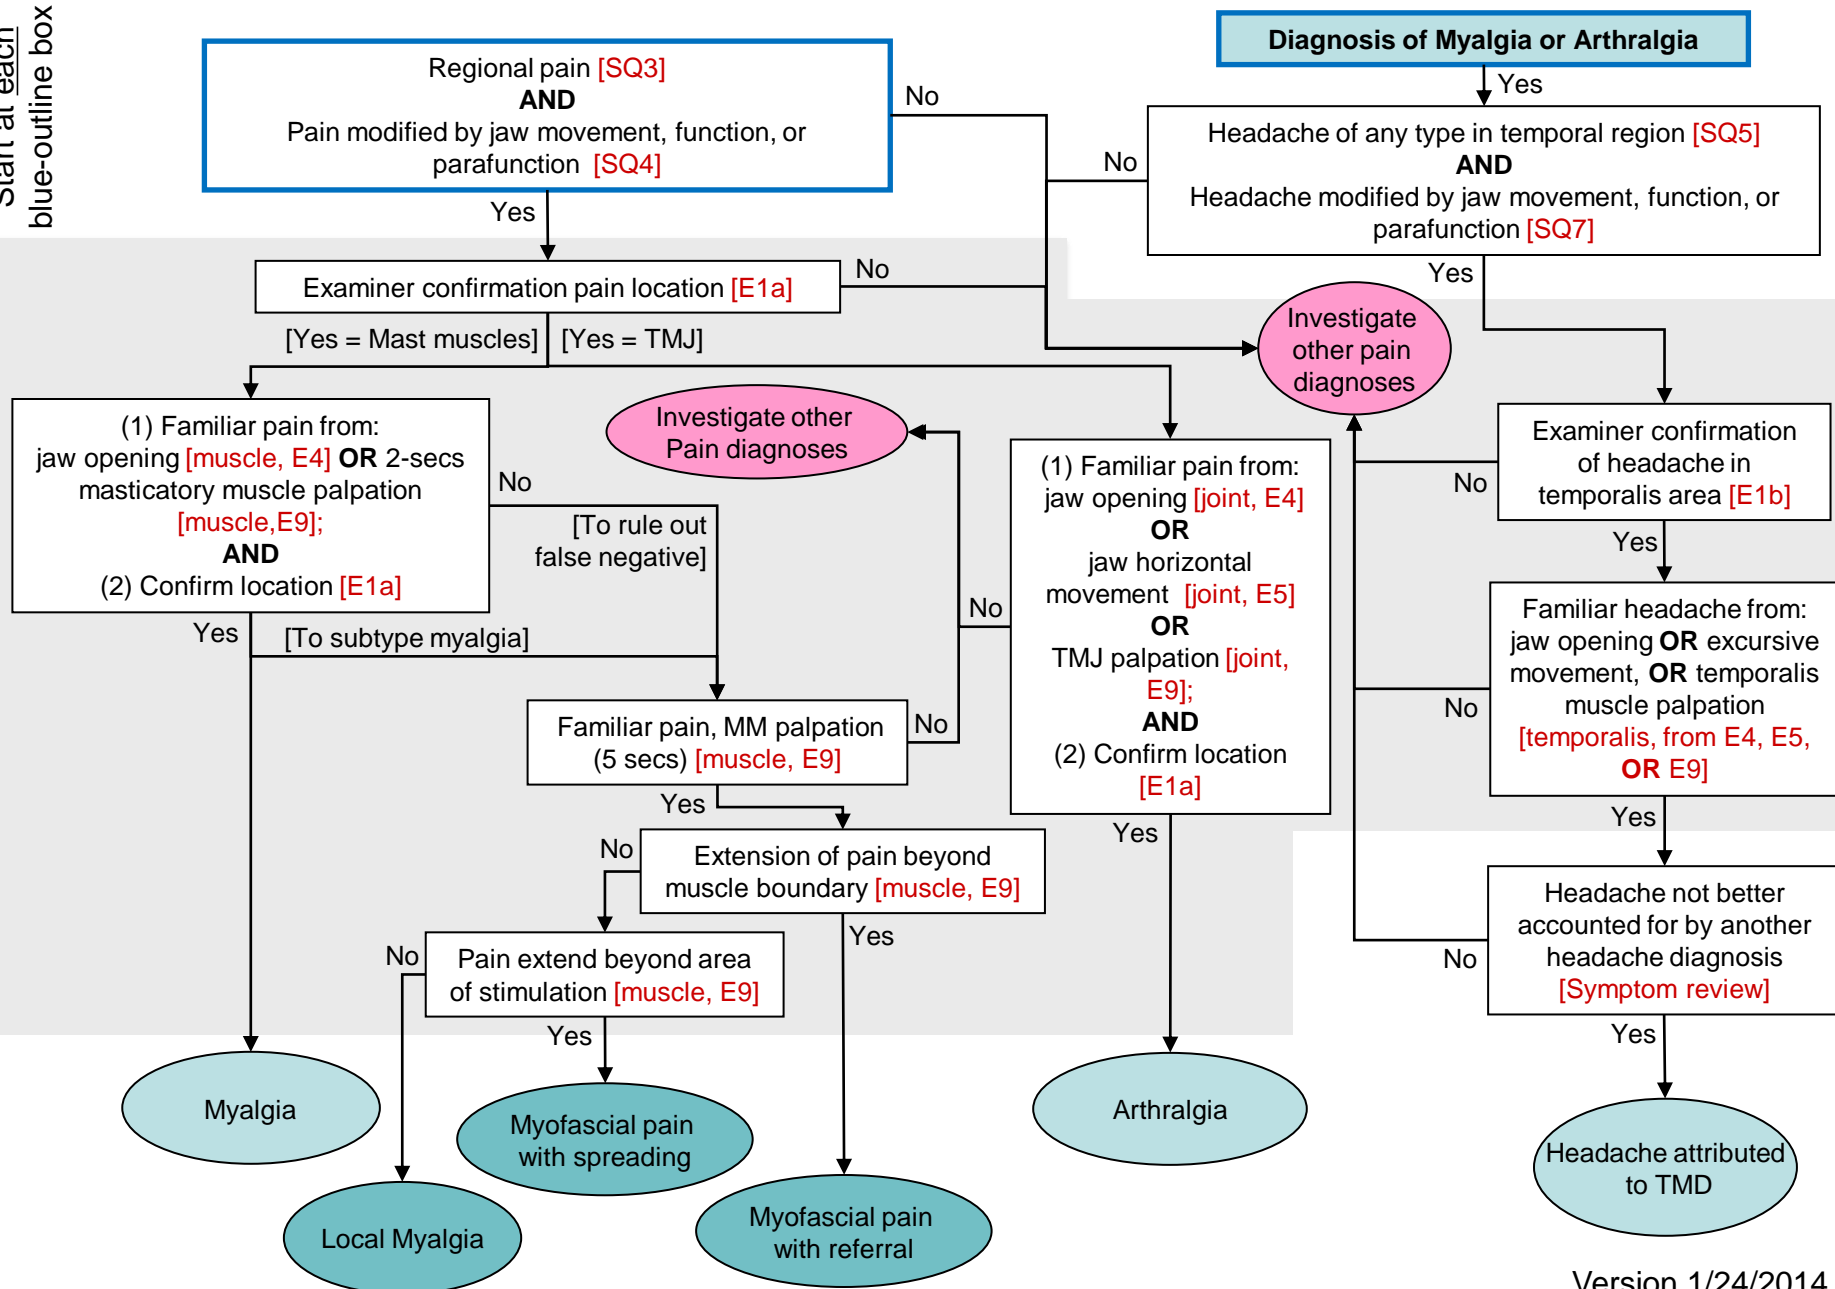 Start at each
blue-outline box
Regional pain [SQ3]
AND
Pain modified by jaw movement, function, or
parafunction [SQ4]
No
Yes
Diagnosis of Myalgia or Arthralgia
Yes
Headache of any type in temporal region [SQ5]
AND
Headache modified by jaw movement, function, or
parafunction [SQ7]
No
Yes
Examiner confirmation pain location [E1a]
No
[Yes = Mast muscles]
[Yes = TMJ]
Investigate
other pain
diagnoses
(1) Familiar pain from:
jaw opening [muscle, E4] OR 2-secs
masticatory muscle palpation
[muscle,E9];
AND
(2) Confirm location [E1a]
No
[To rule out
false negative]
Yes
[To subtype myalgia]
Investigate other
Pain diagnoses
(1) Familiar pain from:
jaw opening [joint, E4]
OR
jaw horizontal
movement [joint, E5]
OR
TMJ palpation [joint,
E9];
AND
(2) Confirm location
[E1a]
No
Yes
Examiner confirmation
of headache in
temporalis area [E1b]
No
Yes
Familiar headache from:
jaw opening OR excursive
movement, OR temporalis
muscle palpation
[temporalis, from E4, E5,
OR E9]
No
Yes
Familiar pain, MM palpation
(5 secs) [muscle, E9]
No
Yes
Extension of pain beyond
muscle boundary [muscle, E9]
No
Yes
Pain extend beyond area
of stimulation [muscle, E9]
No
Yes
Headache not better
accounted for by another
headache diagnosis
[Symptom review]
No
Yes
Myalgia
Local Myalgia
Myofascial pain
with spreading
Myofascial pain
with referral
Arthralgia
Headache attributed
to TMD
Version 1/24/2014